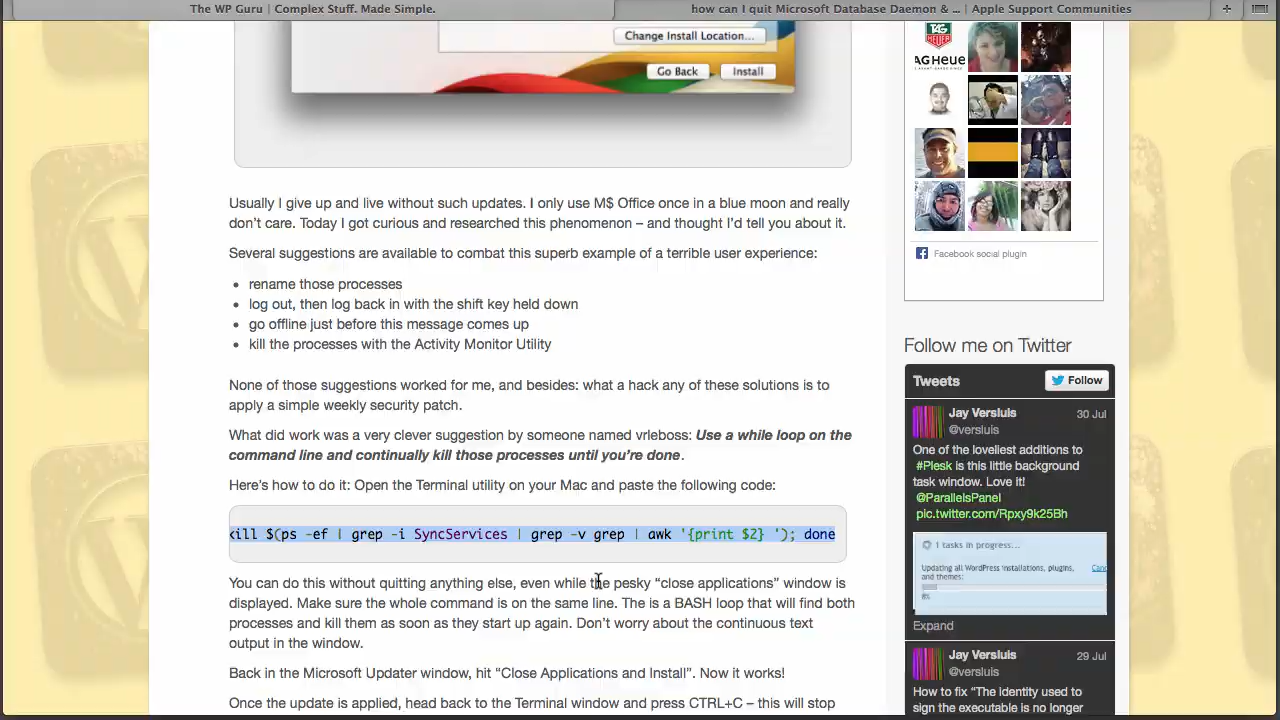 The WP Guru | Complex Stuff. Made Simple.
how can I quit Microsoft Database Daemon & ... | Apple Support Communities
Change Install Location...
Go Back
Install
TAG
HEUER
AG Heue
Usually I give up and live without such updates. I only use M$ Office once in a blue moon and really
don’t care. Today I got curious and researched this phenomenon – and thought I’d tell you about it.
Several suggestions are available to combat this superb example of a terrible user experience:
rename those processes
log out, then log back in with the shift key held down
go offline just before this message comes up
kill the processes with the Activity Monitor Utility
None of those suggestions worked for me, and besides: what a hack any of these solutions is to
apply a simple weekly security patch.
What did work was a very clever suggestion by someone named vrleboss: Use a while loop on the
command line and continually kill those processes until you’re done.
Here’s how to do it: Open the Terminal utility on your Mac and paste the following code:
kill $(ps -ef | grep -i SyncServices | grep -v grep | awk '{print $2} '); done
You can do this without quitting anything else, even while the pesky “close applications” window is
displayed. Make sure the whole command is on the same line. The is a BASH loop that will find both
processes and kill them as soon as they start up again. Don’t worry about the continuous text
output in the window.
Back in the Microsoft Updater window, hit “Close Applications and Install”. Now it works!
Once the update is applied, head back to the Terminal window and press CTRL+C – this will stop
Facebook social plugin
Follow me on Twitter
Tweets
Follow
Jay Versluis
30 Jul
@versluis
One of the loveliest additions to
#Plesk is this little background
task window. Love it!
@ParallelsPanel
pic.twitter.com/Rpxy9k25Bh
1 tasks in progress...
Updating all WordPress installations, plugins,
and themes:
Canc
Expand
Jay Versluis
29 Jul
@versluis
How to fix “The identity used to
sign the executable is no longer